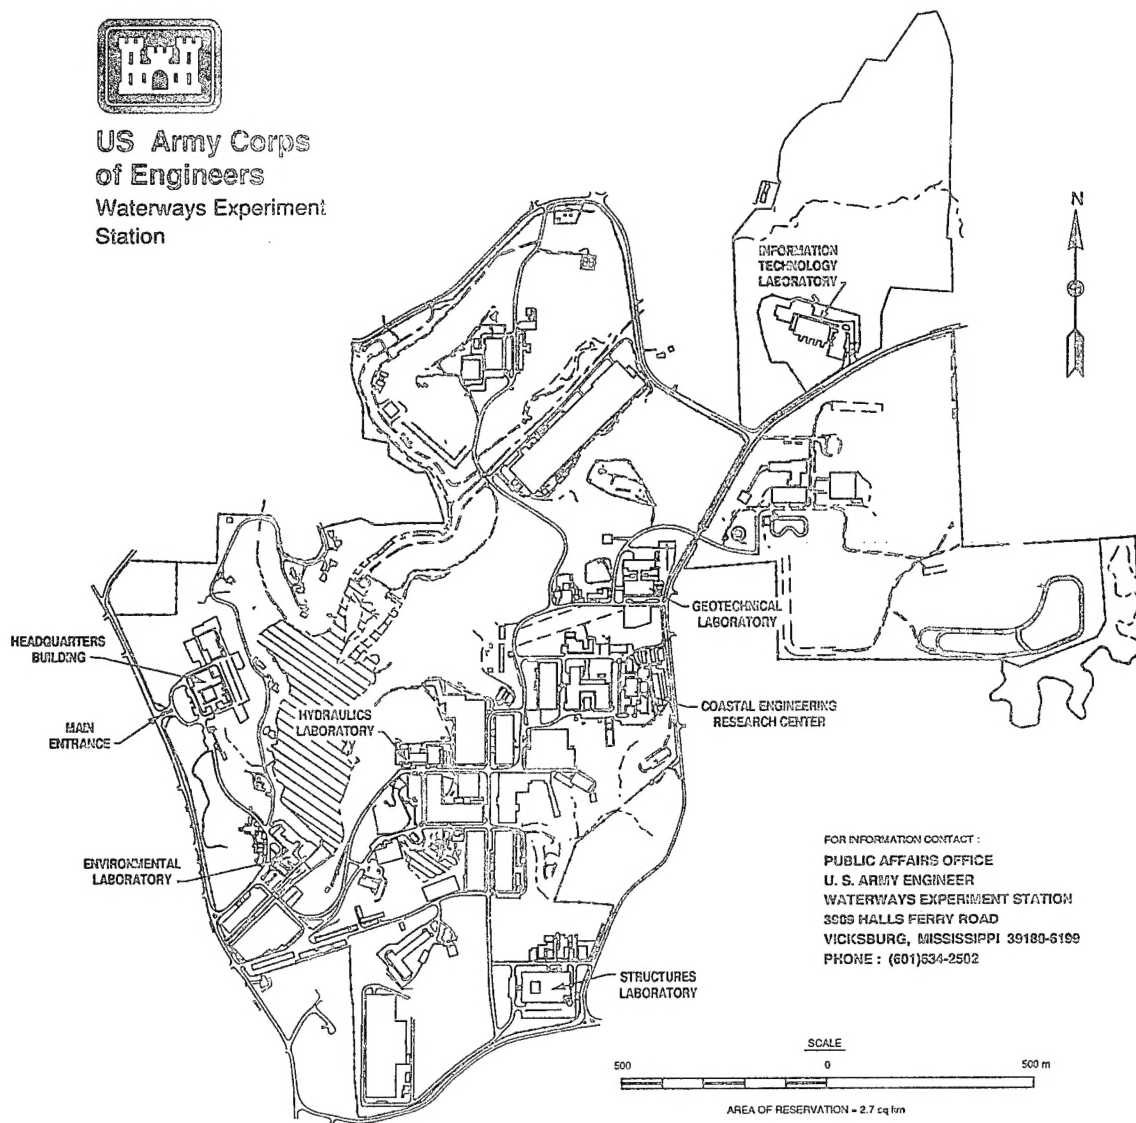 US Army Corps
of Engineers
Waterways Experiment
Station
N
INFORMATION
TECHNOLOGY
LABORATORY
HEADQUARTERS
BUILDING
MAIN
ENTRANCE
HYDRAULICS
LABORATORY
GEOTECHNICAL
LABORATORY
COASTAL ENGINEERING
RESEARCH CENTER
ENVIRONMENTAL
LABORATORY
STRUCTURES
LABORATORY
FOR INFORMATION CONTACT :
PUBLIC AFFAIRS OFFICE
U. S. ARMY ENGINEER
WATERWAYS EXPERIMENT STATION
3909 HALLS FERRY ROAD
VICKSBURG, MISSISSIPPI 39180-6199
PHONE : (601)634-2502
SCALE
500 0 500 m
AREA OF RESERVATION = 2.7 sq km